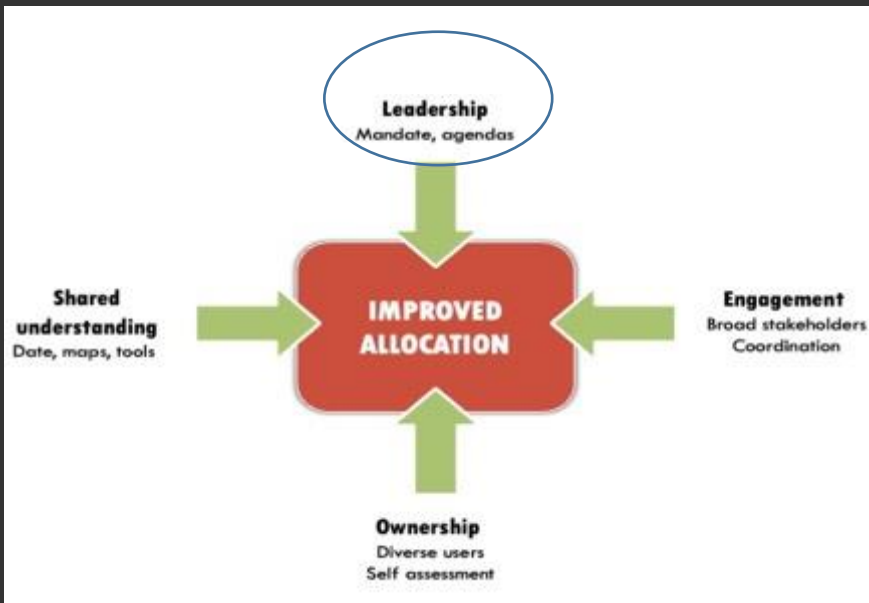 Leadership
Mandate, agendas
Shared
understanding
Date, maps, tools
IMPROVED
ALLOCATION
Engagement
Broad stakeholders
Coordination
Ownership
Diverse users
Self assessment